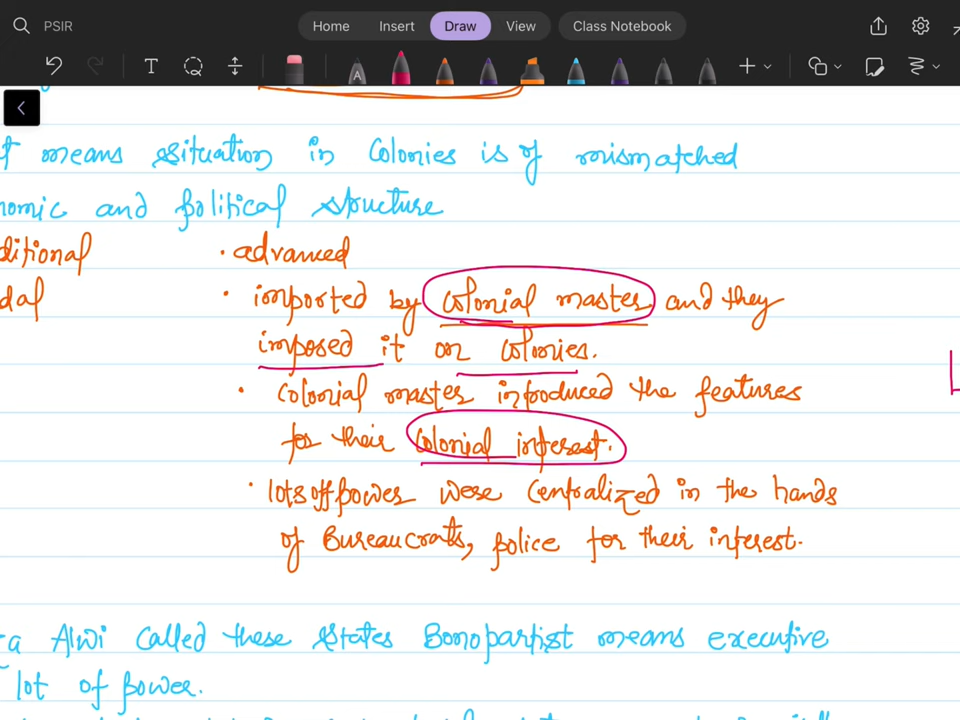 PSIR
Home Insert Draw View Class Notebook
T A
means situation in colonies is of mismatched
nomic and political structure
ditional • advanced
dal • imported by colonial master and they
imposed it on colonies.
• colonial master introduced the features
for their colonial interest.
• lots off power were centralized in the hands
of Bureaucrats, police for their interest.
a Alwi called these states Bonopartist means executive
lot of power.